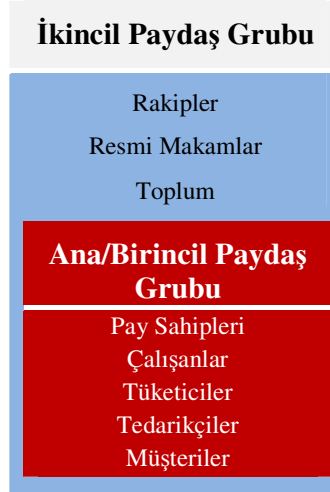 İkincil Paydaş Grubu
Rakipler
Resmi Makamlar
Toplum
Ana/Birincil Paydaş
Grubu
Pay Sahipleri
Çalışanlar
Tüketiciler
Tedarikçiler
Müşteriler